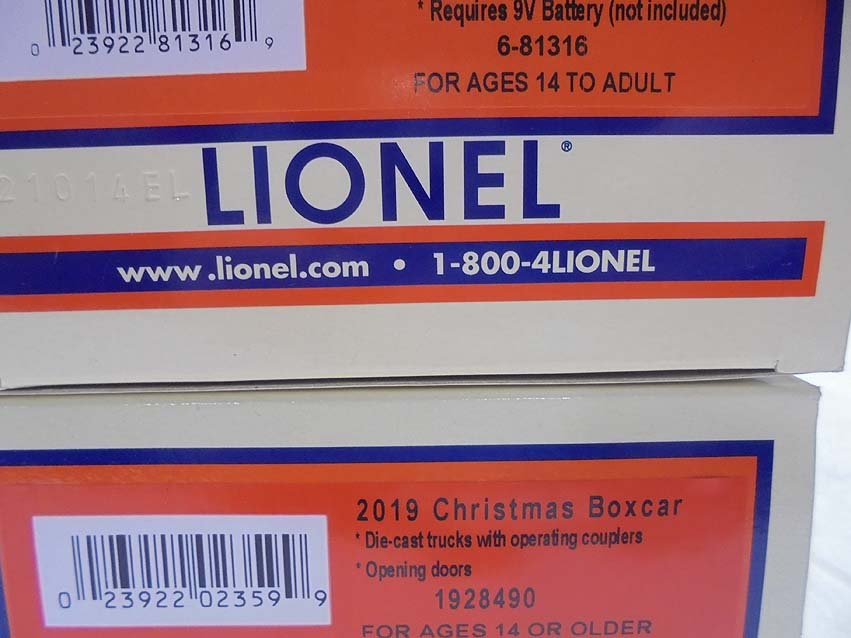 * Requires 9V Battery (not included)
6-81316
0 23922 81316 9
FOR AGES 14 TO ADULT
21014EL
LIONEL®
www.lionel.com • 1-800-4LIONEL
2019 Christmas Boxcar
* Die-cast trucks with operating couplers
* Opening doors
0 23922 02359 9
1928490
FOR AGES 14 OR OLDER